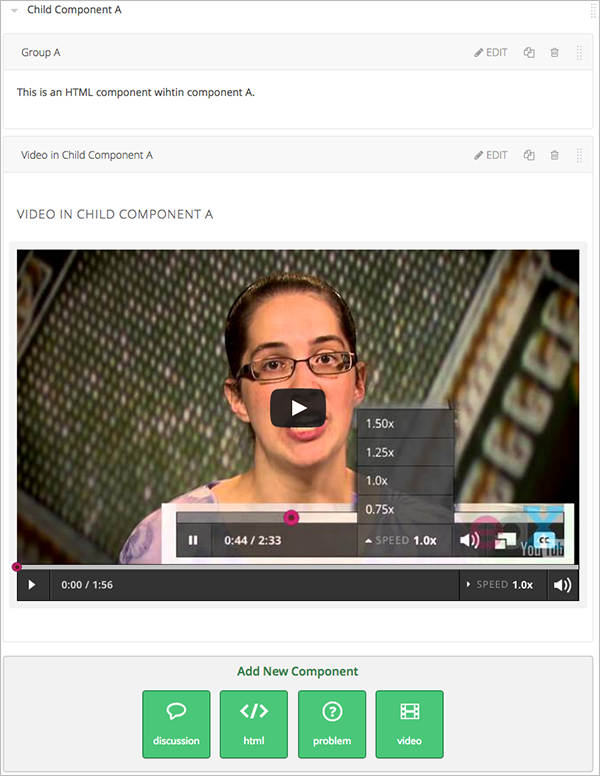 Child Component A
Group A
EDIT
This is an HTML component wihtin component A.
Video in Child Component A
EDIT
VIDEO IN CHILD COMPONENT A
1.50x
1.25x
1.0x
0.75x
0:44 / 2:33
SPEED 1.0x
cc
YouTube
0:00 / 1:56
SPEED 1.0x
Add New Component
discussion
html
problem
video